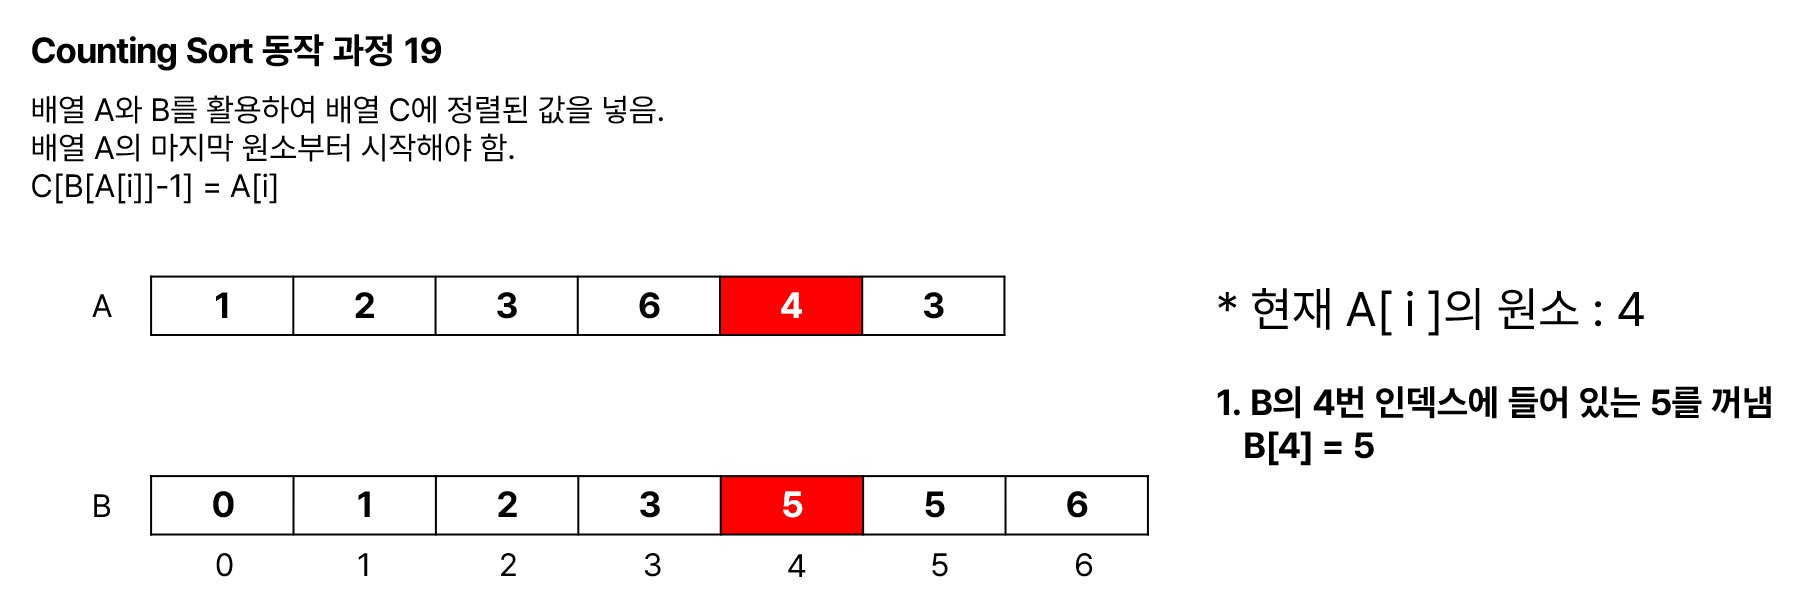 Counting Sort 동작 과정 19
배열 A와 B를 활용하여 배열 C에 정렬된 값을 넣음.
배열 A의 마지막 원소부터 시작해야 함.
C[B[A[i]]-1] = A[i]
A 1 2 3 6 4 3
* 현재 A[ i ]의 원소 : 4
1. B의 4번 인덱스에 들어 있는 5를 꺼냄
B[4] = 5
B 0 1 2 3 5 5 6
0 1 2 3 4 5 6